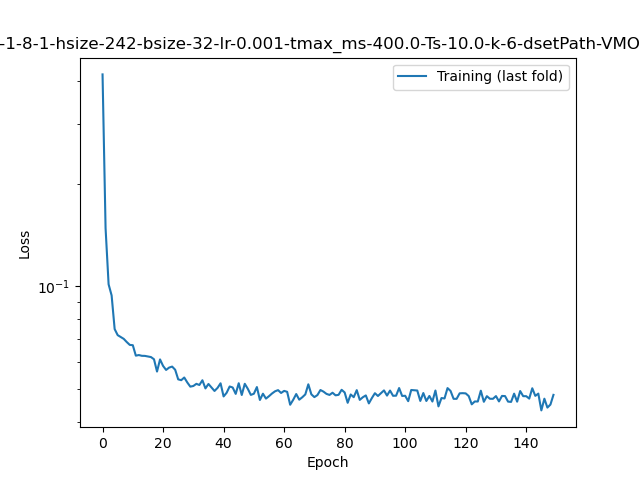 -1-8-1-hsize-242-bsize-32-lr-0.001-tmax_ms-400.0-Ts-10.0-k-6-dsetPath-VMO
Training (last fold)
Loss
10⁻¹
0 20 40 60 80 100 120 140
Epoch